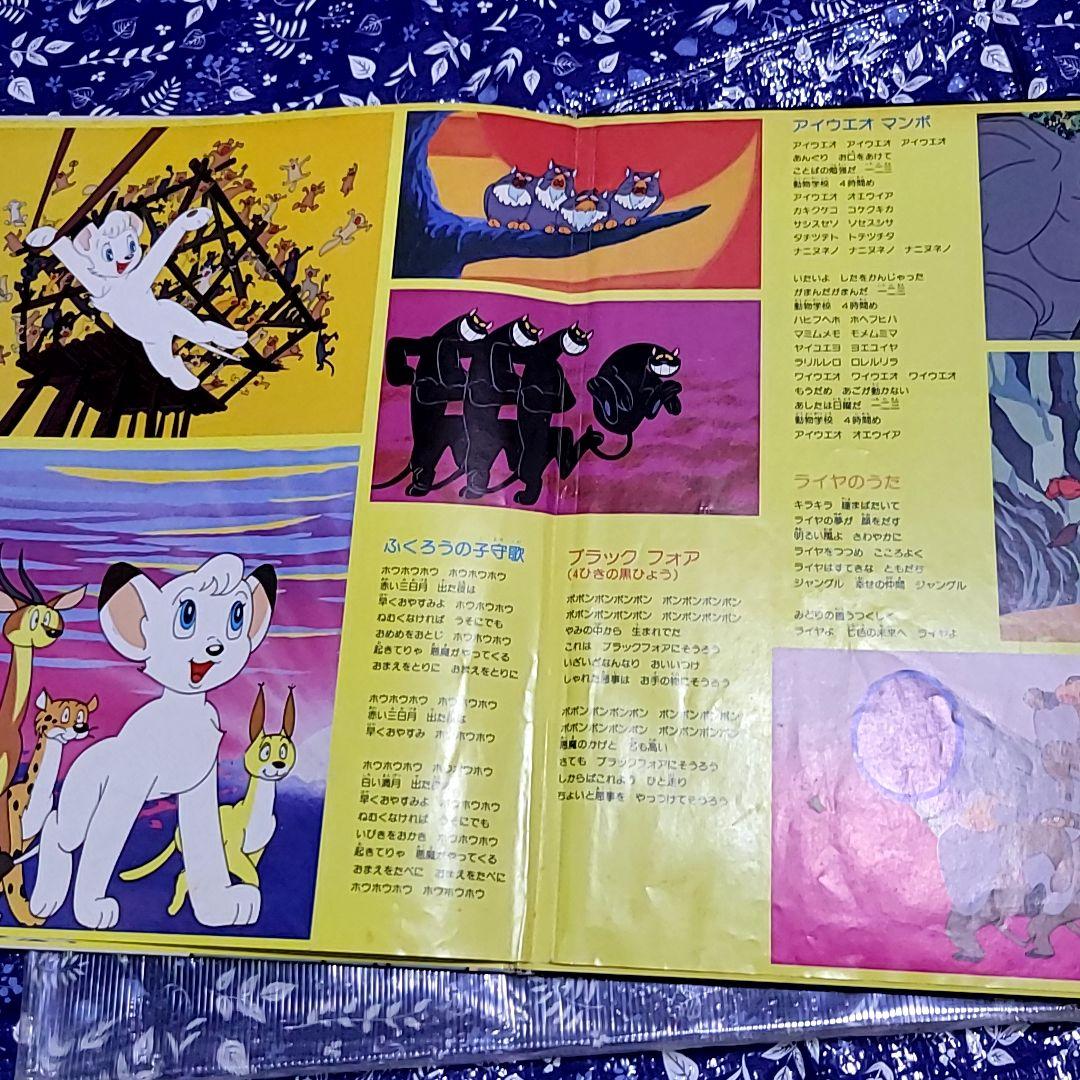 ふくろうの子守歌
ホウホウホウ ホウホウホウ
赤い三日月 出た夜は
早くおやすみよ ホウホウホウ
ねむくなければ うそにでも
おめめをおとじ ホウホウホウ
起きてりゃ 悪魔がやってくる
おまえをとりに おまえをとりに
ホウホウホウ ホウホウホウ
赤い三日月 出た夜は
早くおやすみ ホウホウホウ
ホウホウホウ ホウホウホウ
白い満月 出た夜は
早くおやすみよ ホウホウホウ
ねむくなければ うそにでも
いびきをおかき ホウホウホウ
起きてりゃ 悪魔がやってくる
おまえをたべに おまえをたべに
ホウホウホウ ホウホウホウ
ブラック フォア
(4ひきの黒ひょう)
ボボンボンボンボン ボンボンボンボン
ボボンボンボンボン ボンボンボンボン
やみの中から 生まれでた
これは ブラックフォアにそうろう
いざいざなんなり おいいつけ
しゃれた悪事は お手の物にそうろう
ボボンボンボンボン ボンボンボンボン
ボボンボンボンボン ボンボンボンボン
悪魔のかげと 名も高い
さても ブラックフォアにそうろう
しからばこれよう ひと走り
ちょいと悪事を やっつけてそうろう
アイウエオ マンボ
アイウエオ アイウエオ アイウエオ
あんぐり お口をあけて
ことばの勉強だ 一二三
動物学校 4時間め
アイウエオ オエウイア
カキクケコ コケクキカ
サシスセソ ソセスシサ
タチツテト トテツチタ
ナニヌネノ ナニヌネノ ナニヌネノ
いたいよ したをかんじゃった
がまんだがまんだ 一二三
動物学校 4時間め
ハヒフヘホ ホヘフヒハ
マミムメモ モメムミマ
ヤイユエヨ ヨエユイヤ
ラリルレロ ロレルリラ
ワイウエオ ワイウエオ ワイウエオ
もうだめ あごが動かない
あしたは日曜だ 一二三
動物学校 4時間め
アイウエオ オエウイア
ライヤのうた
キラキラ 瞳まばたいて
ライヤの夢が 顔をだす
明るい風よ さわやかに
ライヤをつつめ こころよく
ライヤはすてきな ともだち
ジャングル 幸せの仲間 ジャングル
みどりの園うつくしく
ライヤよ 七色の未来へ ライヤよ